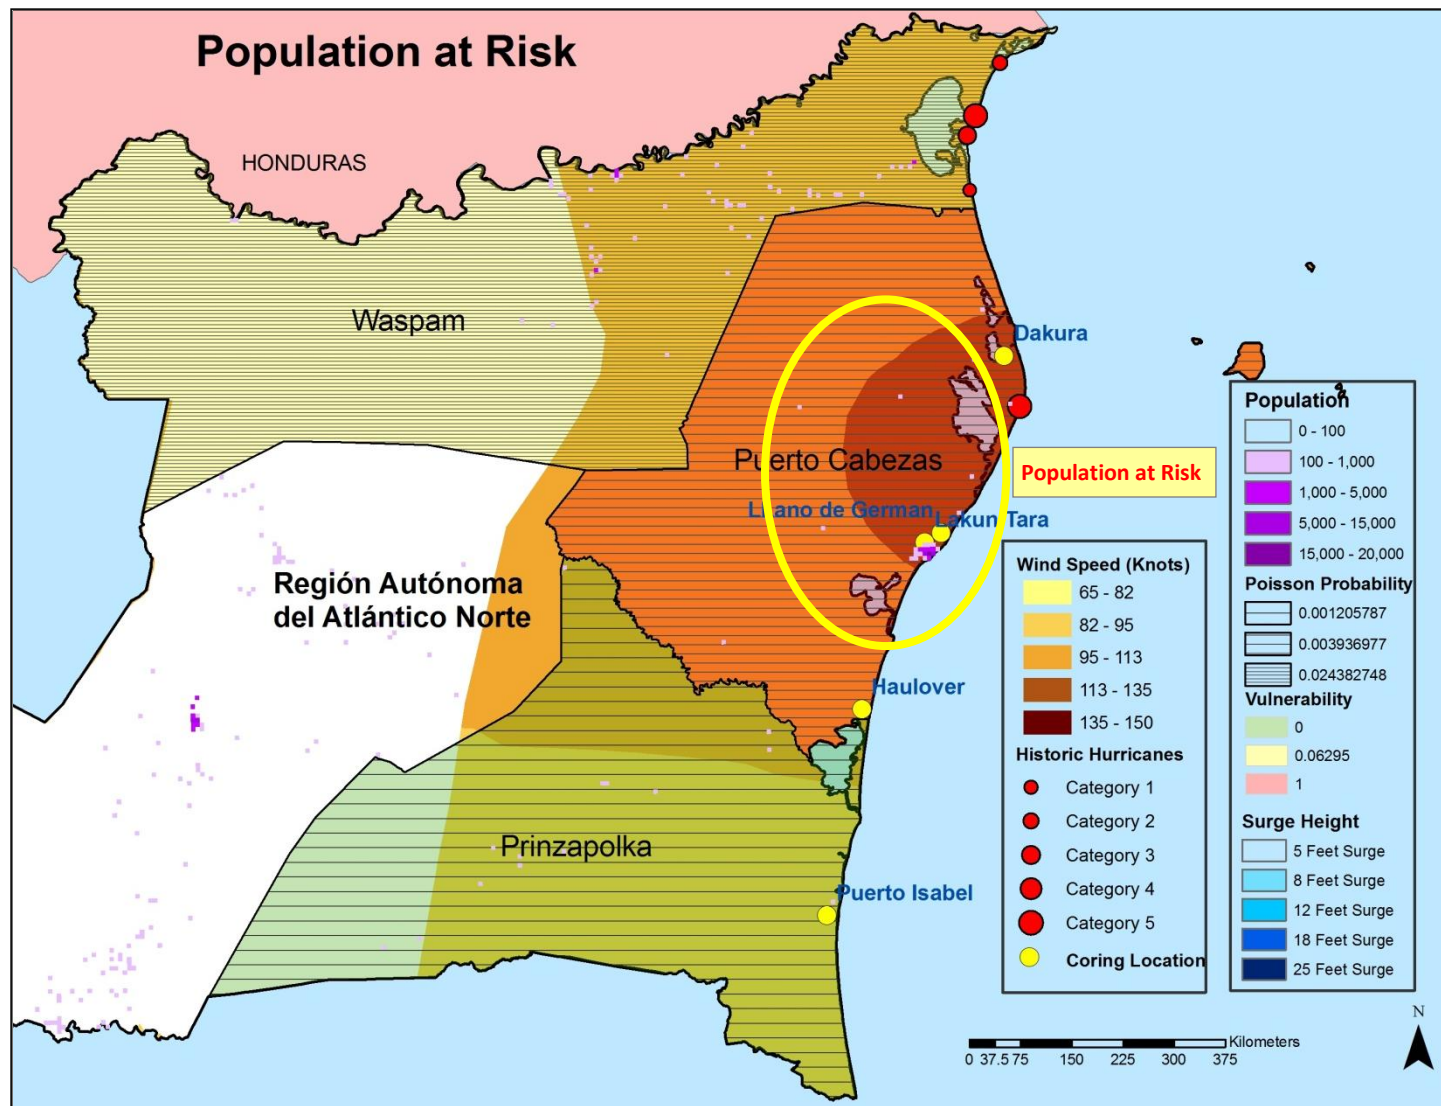 Population at Risk
HONDURAS
Waspam
Dakura
Puerto Cabezas
Population at Risk
Llano de German
Lakun Tara
Región Autónoma
del Atlántico Norte
Haulover
Prinzapolka
Puerto Isabel
Wind Speed (Knots)
65 - 82
82 - 95
95 - 113
113 - 135
135 - 150
Historic Hurricanes
Category 1
Category 2
Category 3
Category 4
Category 5
Coring Location
Population
0 - 100
100 - 1,000
1,000 - 5,000
5,000 - 15,000
15,000 - 20,000
Poisson Probability
0.001205787
0.003936977
0.024382748
Vulnerability
0
0.06295
1
Surge Height
5 Feet Surge
8 Feet Surge
12 Feet Surge
18 Feet Surge
25 Feet Surge
N
Kilometers
0 37.5 75 150 225 300 375